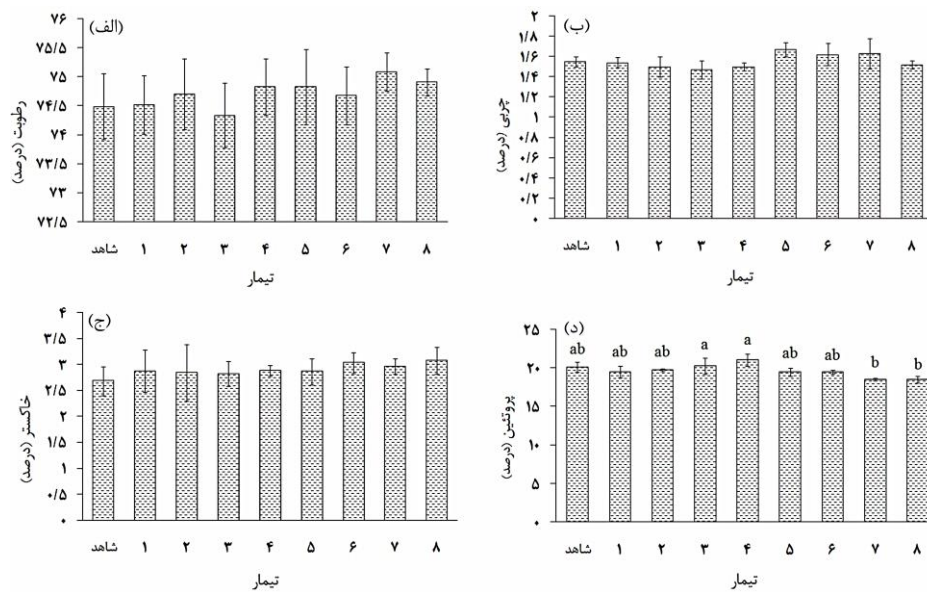 (الف)
رطوبت (درصد)
۷۶
۷۵/۵
۷۵
۷۴/۵
۷۴
۷۳/۵
۷۳
۷۲/۵
شاهد ۱ ۲ ۳ ۴ ۵ ۶ ۷ ۸
تیمار
(ب)
چربی (درصد)
۲
۱/۸
۱/۶
۱/۴
۱/۲
۱
۰/۸
۰/۶
۰/۴
۰/۲
۰
شاهد ۱ ۲ ۳ ۴ ۵ ۶ ۷ ۸
تیمار
(ج)
خاکستر (درصد)
۴
۳/۵
۳
۲/۵
۲
۱/۵
۱
۰/۵
۰
شاهد ۱ ۲ ۳ ۴ ۵ ۶ ۷ ۸
تیمار
(د)
پروتئین (درصد)
۲۵
۲۰
۱۵
۱۰
۵
۰
ab ab ab a a ab ab b b
شاهد ۱ ۲ ۳ ۴ ۵ ۶ ۷ ۸
تیمار